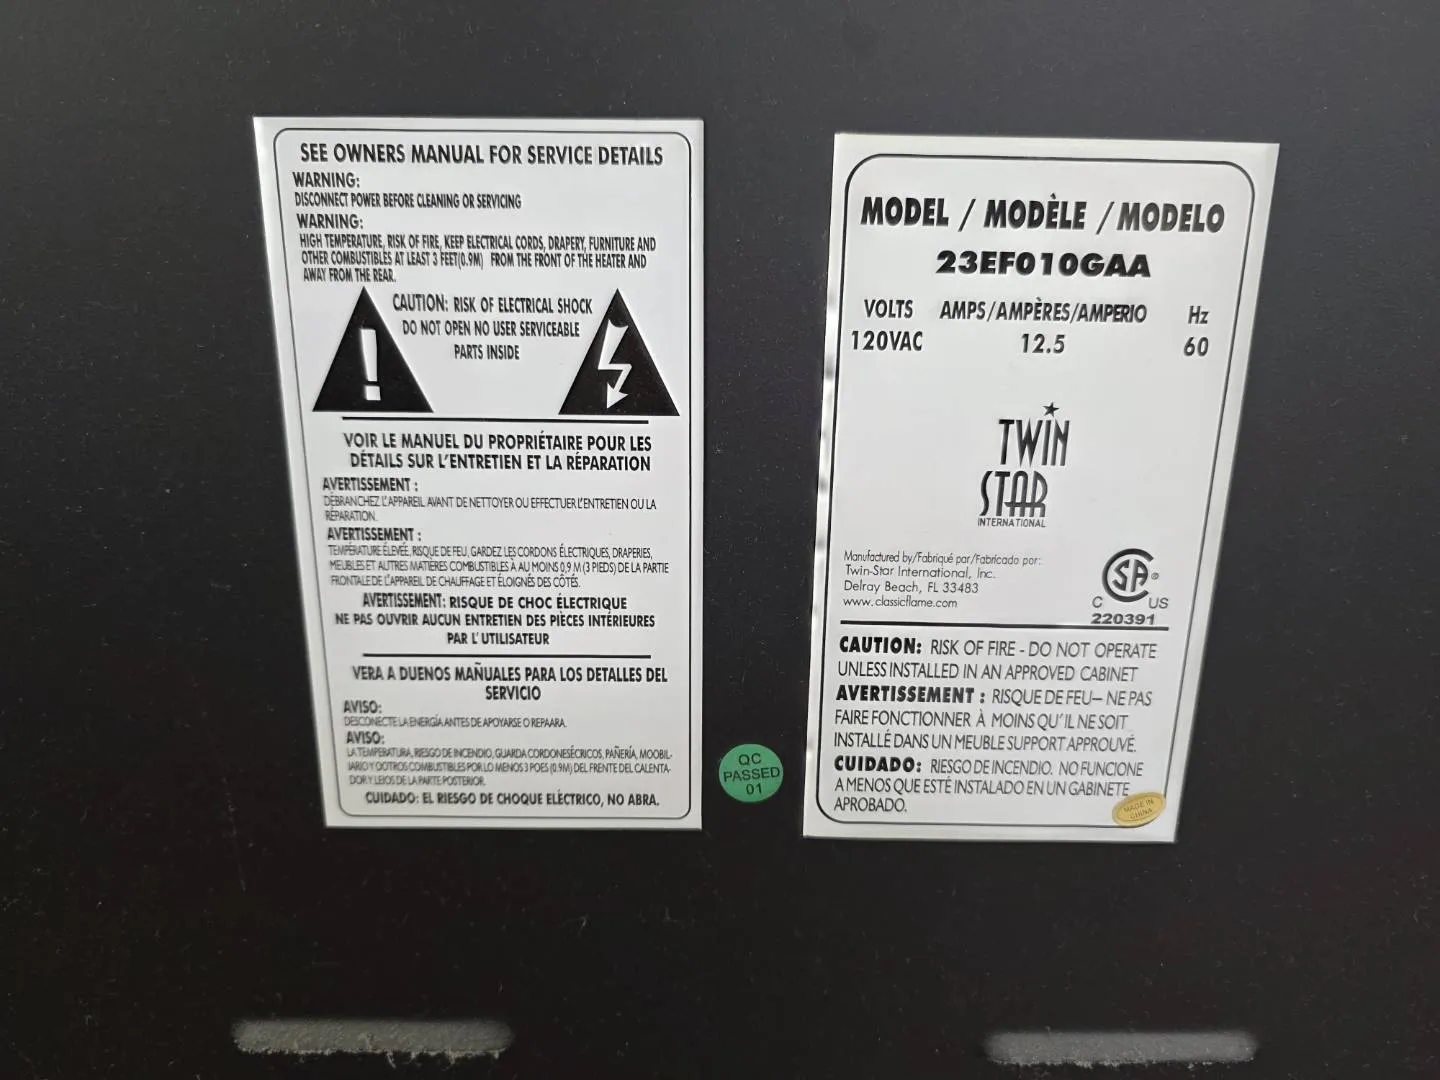 SEE OWNERS MANUAL FOR SERVICE DETAILS
WARNING:
DISCONNECT POWER BEFORE CLEANING OR SERVICING
WARNING:
HIGH TEMPERATURE, RISK OF FIRE, KEEP ELECTRICAL CORDS, DRAPERY, FURNITURE AND
OTHER COMBUSTIBLES AT LEAST 3 FEET(0.9M) FROM THE FRONT OF THE HEATER AND
AWAY FROM THE REAR.
CAUTION: RISK OF ELECTRICAL SHOCK
DO NOT OPEN NO USER SERVICEABLE
PARTS INSIDE
!
VOIR LE MANUEL DU PROPRIÉTAIRE POUR LES
DÉTAILS SUR L'ENTRETIEN ET LA RÉPARATION
AVERTISSEMENT :
DÉBRANCHEZ L'APPAREIL AVANT DE NETTOYER OU EFFECTUER L'ENTRETIEN OU LA
RÉPARATION.
AVERTISSEMENT :
TEMPÉRATURE ÉLEVÉE, RISQUE DE FEU, GARDEZ LES CORDONS ÉLECTRIQUES, DRAPERIES,
MEUBLES ET AUTRES MATIÈRES COMBUSTIBLES À AU MOINS 0,9 M (3 PIEDS) DE LA PARTIE
FRONTALE DE L'APPAREIL DE CHAUFFAGE ET ÉLOIGNÉS DES CÔTÉS.
AVERTISSEMENT: RISQUE DE CHOC ÉLECTRIQUE
NE PAS OUVRIR AUCUN ENTRETIEN DES PIÈCES INTÉRIEURES
PAR L' UTILISATEUR
VERA A DUENOS MAÑUALES PARA LOS DETALLES DEL
SERVICIO
AVISO:
DESCONECTE LA ENERGÍA ANTES DE APOYARSE O REPAARA.
AVISO:
LA TEMPERATURA, RIESGO DE INCENDIO, GUARDA CORDONESÉCRICOS, PAÑERÍA, MOOBIL-
IARIO Y OOTROS COMBUSTIBLES POR LO MENOS 3 POES (0.9M) DEL FRENTE DEL CALENTA-
DOR Y LEIOS DE LA PARTE POSTERIOR.
CUIDADO: EL RIESGO DE CHOQUE ELÉCTRICO, NO ABRA.
QC
PASSED
01
MODEL / MODÈLE / MODELO
23EF010GAA
VOLTS AMPS/AMPÈRES/AMPERIO Hz
120VAC 12.5 60
TWIN
STAR
INTERNATIONAL
Manufactured by/Fabriqué par/Fabricado por:
Twin-Star International, Inc.
Delray Beach, FL 33483
www.classicflame.com
SA ®
C US
220391
CAUTION: RISK OF FIRE - DO NOT OPERATE
UNLESS INSTALLED IN AN APPROVED CABINET
AVERTISSEMENT : RISQUE DE FEU— NE PAS
FAIRE FONCTIONNER À MOINS QU'IL NE SOIT
INSTALLÉ DANS UN MEUBLE SUPPORT APPROUVÉ.
CUIDADO: RIESGO DE INCENDIO. NO FUNCIONE
A MENOS QUE ESTÉ INSTALADO EN UN GABINETE
APROBADO.
MADE IN
CHINA